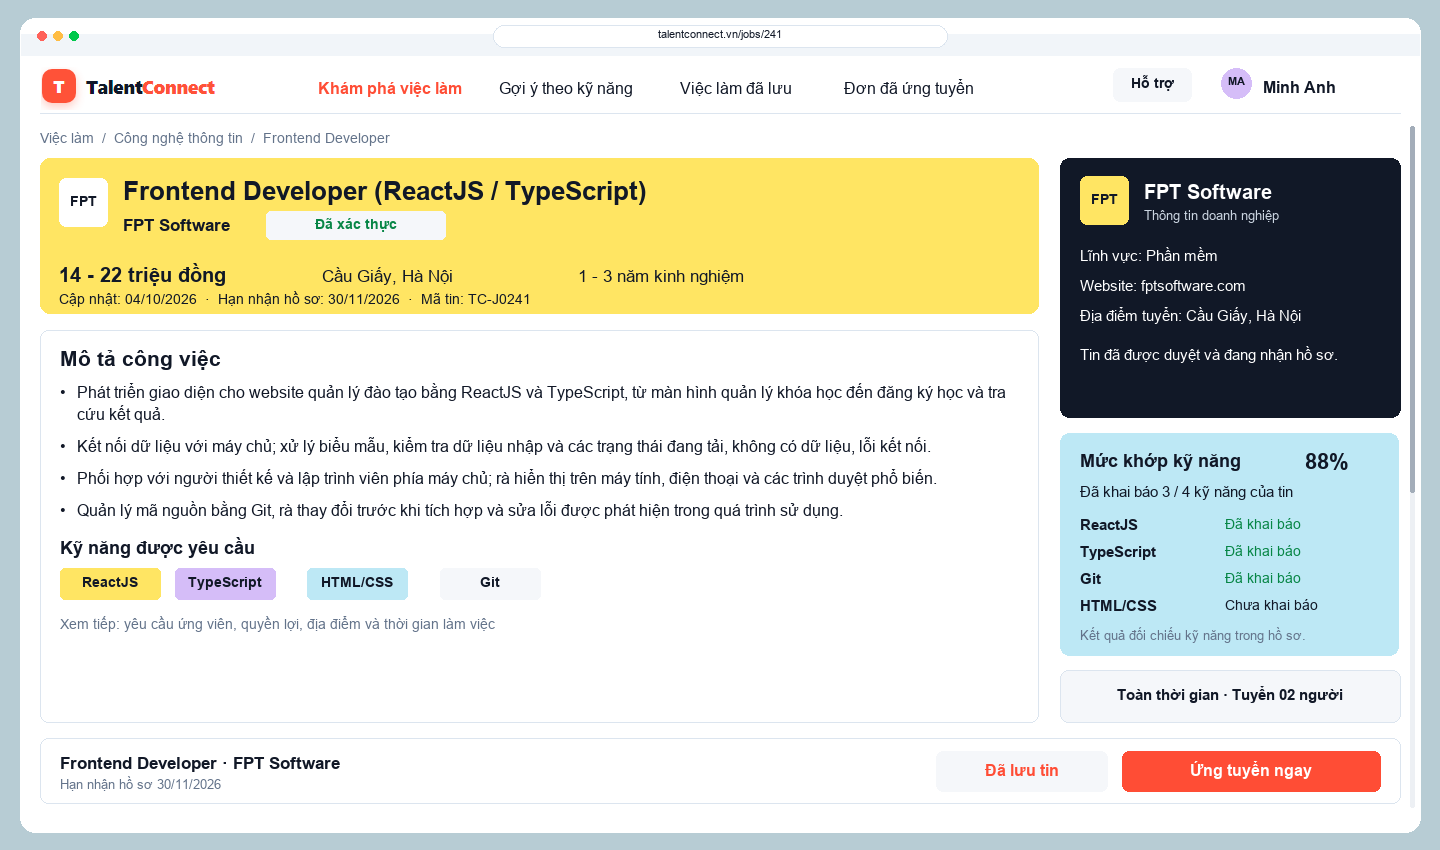 talentconnect.vn/jobs/241
T TalentConnect
Khám phá việc làm
Gợi ý theo kỹ năng
Việc làm đã lưu
Đơn đã ứng tuyển
Hỗ trợ
MA Minh Anh
Việc làm / Công nghệ thông tin / Frontend Developer
FPT
Frontend Developer (ReactJS / TypeScript)
FPT Software
Đã xác thực
14 - 22 triệu đồng
Cầu Giấy, Hà Nội
1 - 3 năm kinh nghiệm
Cập nhật: 04/10/2026 · Hạn nhận hồ sơ: 30/11/2026 · Mã tin: TC-J0241
Mô tả công việc
• Phát triển giao diện cho website quản lý đào tạo bằng ReactJS và TypeScript, từ màn hình quản lý khóa học đến đăng ký học và tra
cứu kết quả.
• Kết nối dữ liệu với máy chủ; xử lý biểu mẫu, kiểm tra dữ liệu nhập và các trạng thái đang tải, không có dữ liệu, lỗi kết nối.
• Phối hợp với người thiết kế và lập trình viên phía máy chủ; rà hiển thị trên máy tính, điện thoại và các trình duyệt phổ biến.
• Quản lý mã nguồn bằng Git, rà thay đổi trước khi tích hợp và sửa lỗi được phát hiện trong quá trình sử dụng.
Kỹ năng được yêu cầu
ReactJS
TypeScript
HTML/CSS
Git
Xem tiếp: yêu cầu ứng viên, quyền lợi, địa điểm và thời gian làm việc
FPT
FPT Software
Thông tin doanh nghiệp
Lĩnh vực: Phần mềm
Website: fptsoftware.com
Địa điểm tuyển: Cầu Giấy, Hà Nội
Tin đã được duyệt và đang nhận hồ sơ.
Mức khớp kỹ năng 88%
Đã khai báo 3 / 4 kỹ năng của tin
ReactJS Đã khai báo
TypeScript Đã khai báo
Git Đã khai báo
HTML/CSS Chưa khai báo
Kết quả đối chiếu kỹ năng trong hồ sơ.
Toàn thời gian · Tuyển 02 người
Frontend Developer · FPT Software
Hạn nhận hồ sơ 30/11/2026
Đã lưu tin
Ứng tuyển ngay